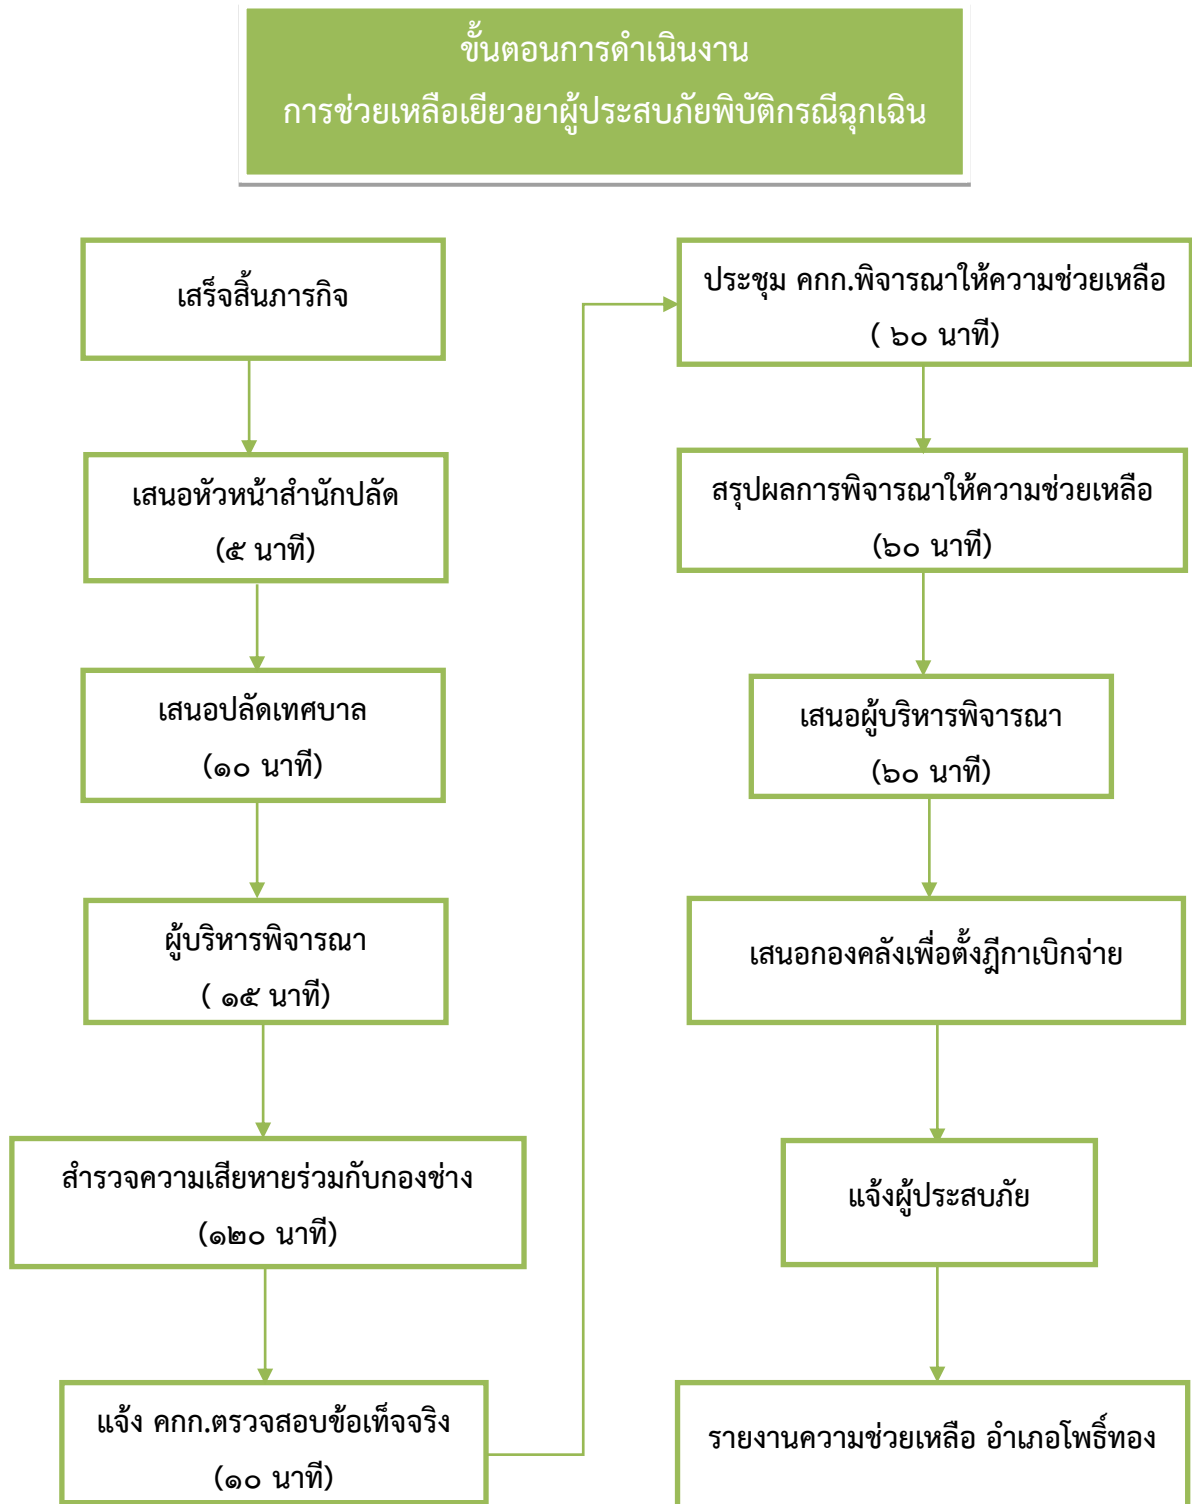 ขั้นตอนการดำเนินงาน
การช่วยเหลือเยียวยาผู้ประสบภัยพิบัติกรณีฉุกเฉิน
เสร็จสิ้นภารกิจ
เสนอหัวหน้าสำนักปลัด
(๕ นาที)
เสนอปลัดเทศบาล
(๑๐ นาที)
ผู้บริหารพิจารณา
( ๑๕ นาที)
สำรวจความเสียหายร่วมกับกองช่าง
(๑๒๐ นาที)
แจ้ง คกก.ตรวจสอบข้อเท็จจริง
(๑๐ นาที)
ประชุม คกก.พิจารณาให้ความช่วยเหลือ
( ๖๐ นาที)
สรุปผลการพิจารณาให้ความช่วยเหลือ
(๖๐ นาที)
เสนอผู้บริหารพิจารณา
(๖๐ นาที)
เสนอกองคลังเพื่อตั้งฎีกาเบิกจ่าย
แจ้งผู้ประสบภัย
รายงานความช่วยเหลือ อำเภอโพธิ์ทอง